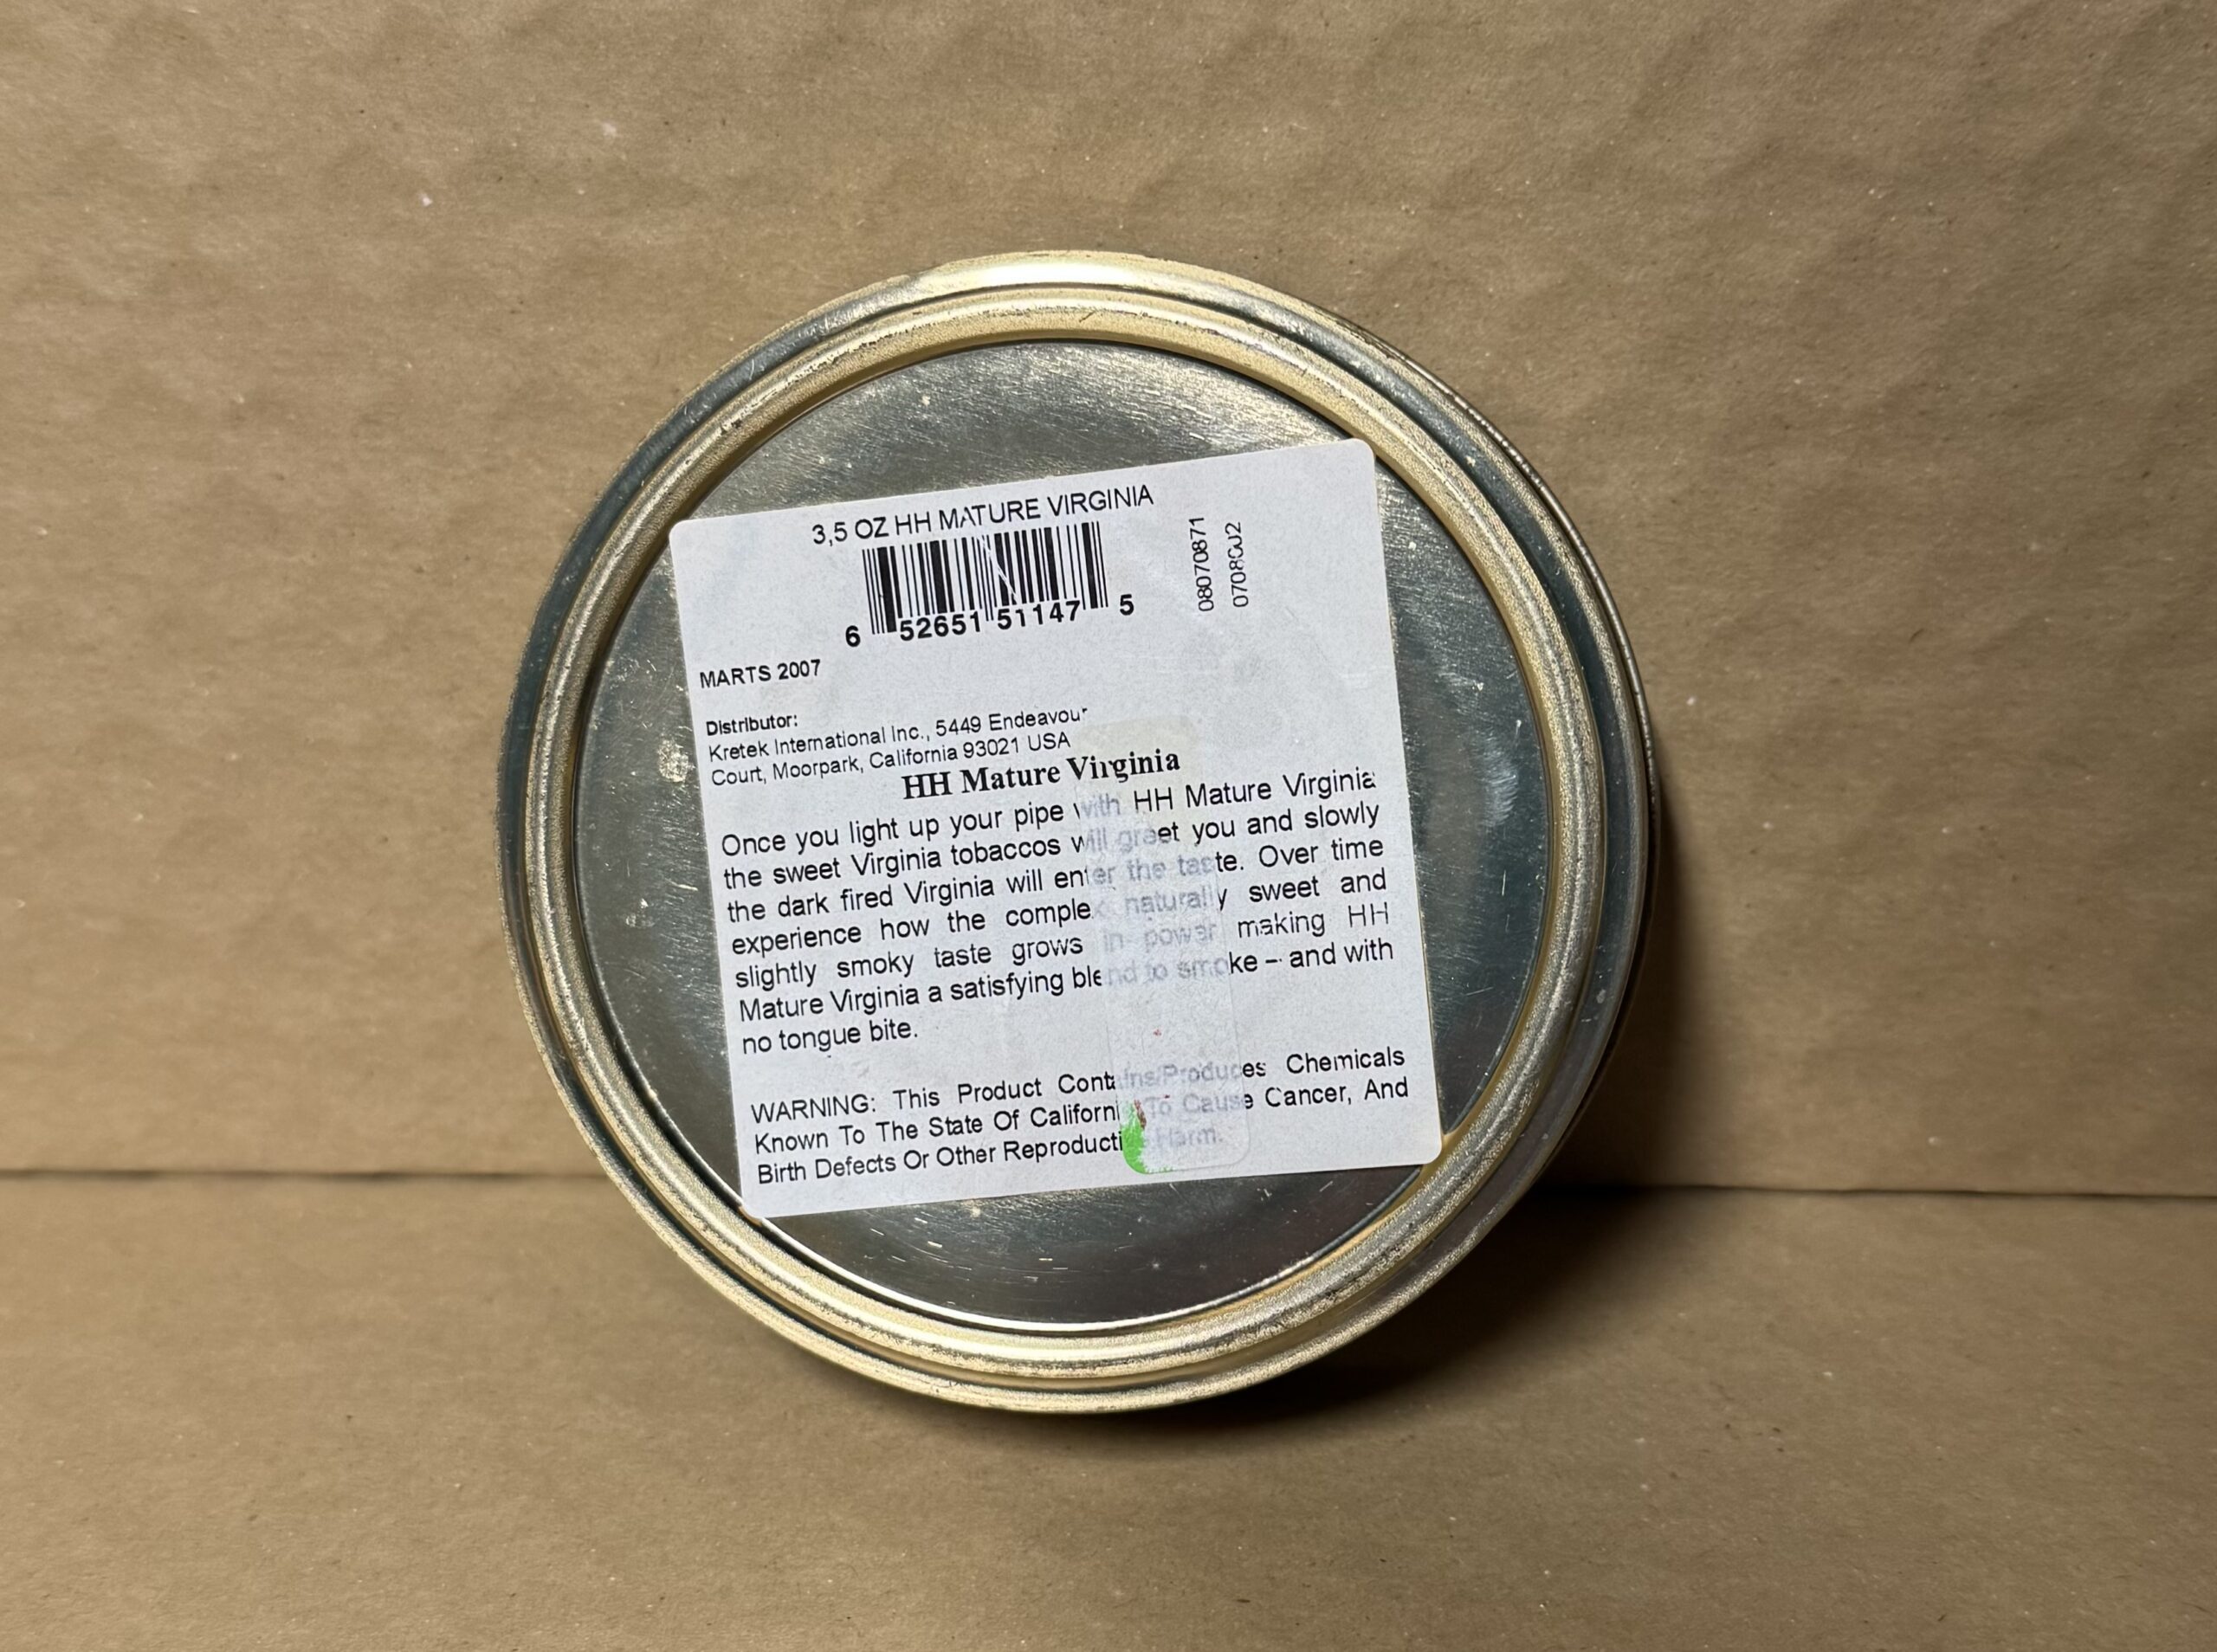 3,5 OZ HH MATURE VIRGINIA
6 52651 51147 5
08070871
MARTS 2007
Distributor:
Kretek International Inc., 5449 Endeavour
Court, Moorpark, California 93021 USA
HH Mature Virginia
Once you light up your pipe with HH Mature Virginia
the sweet Virginia tobaccos will greet you and slowly
the dark fired Virginia will enter the taste. Over time
experience how the complex naturally sweet and
slightly smoky taste grows in power making HH
Mature Virginia a satisfying blend to smoke – and with
no tongue bite.
WARNING: This Product Contains/Produces Chemicals
Known To The State Of California To Cause Cancer, And
Birth Defects Or Other Reproductive Harm.